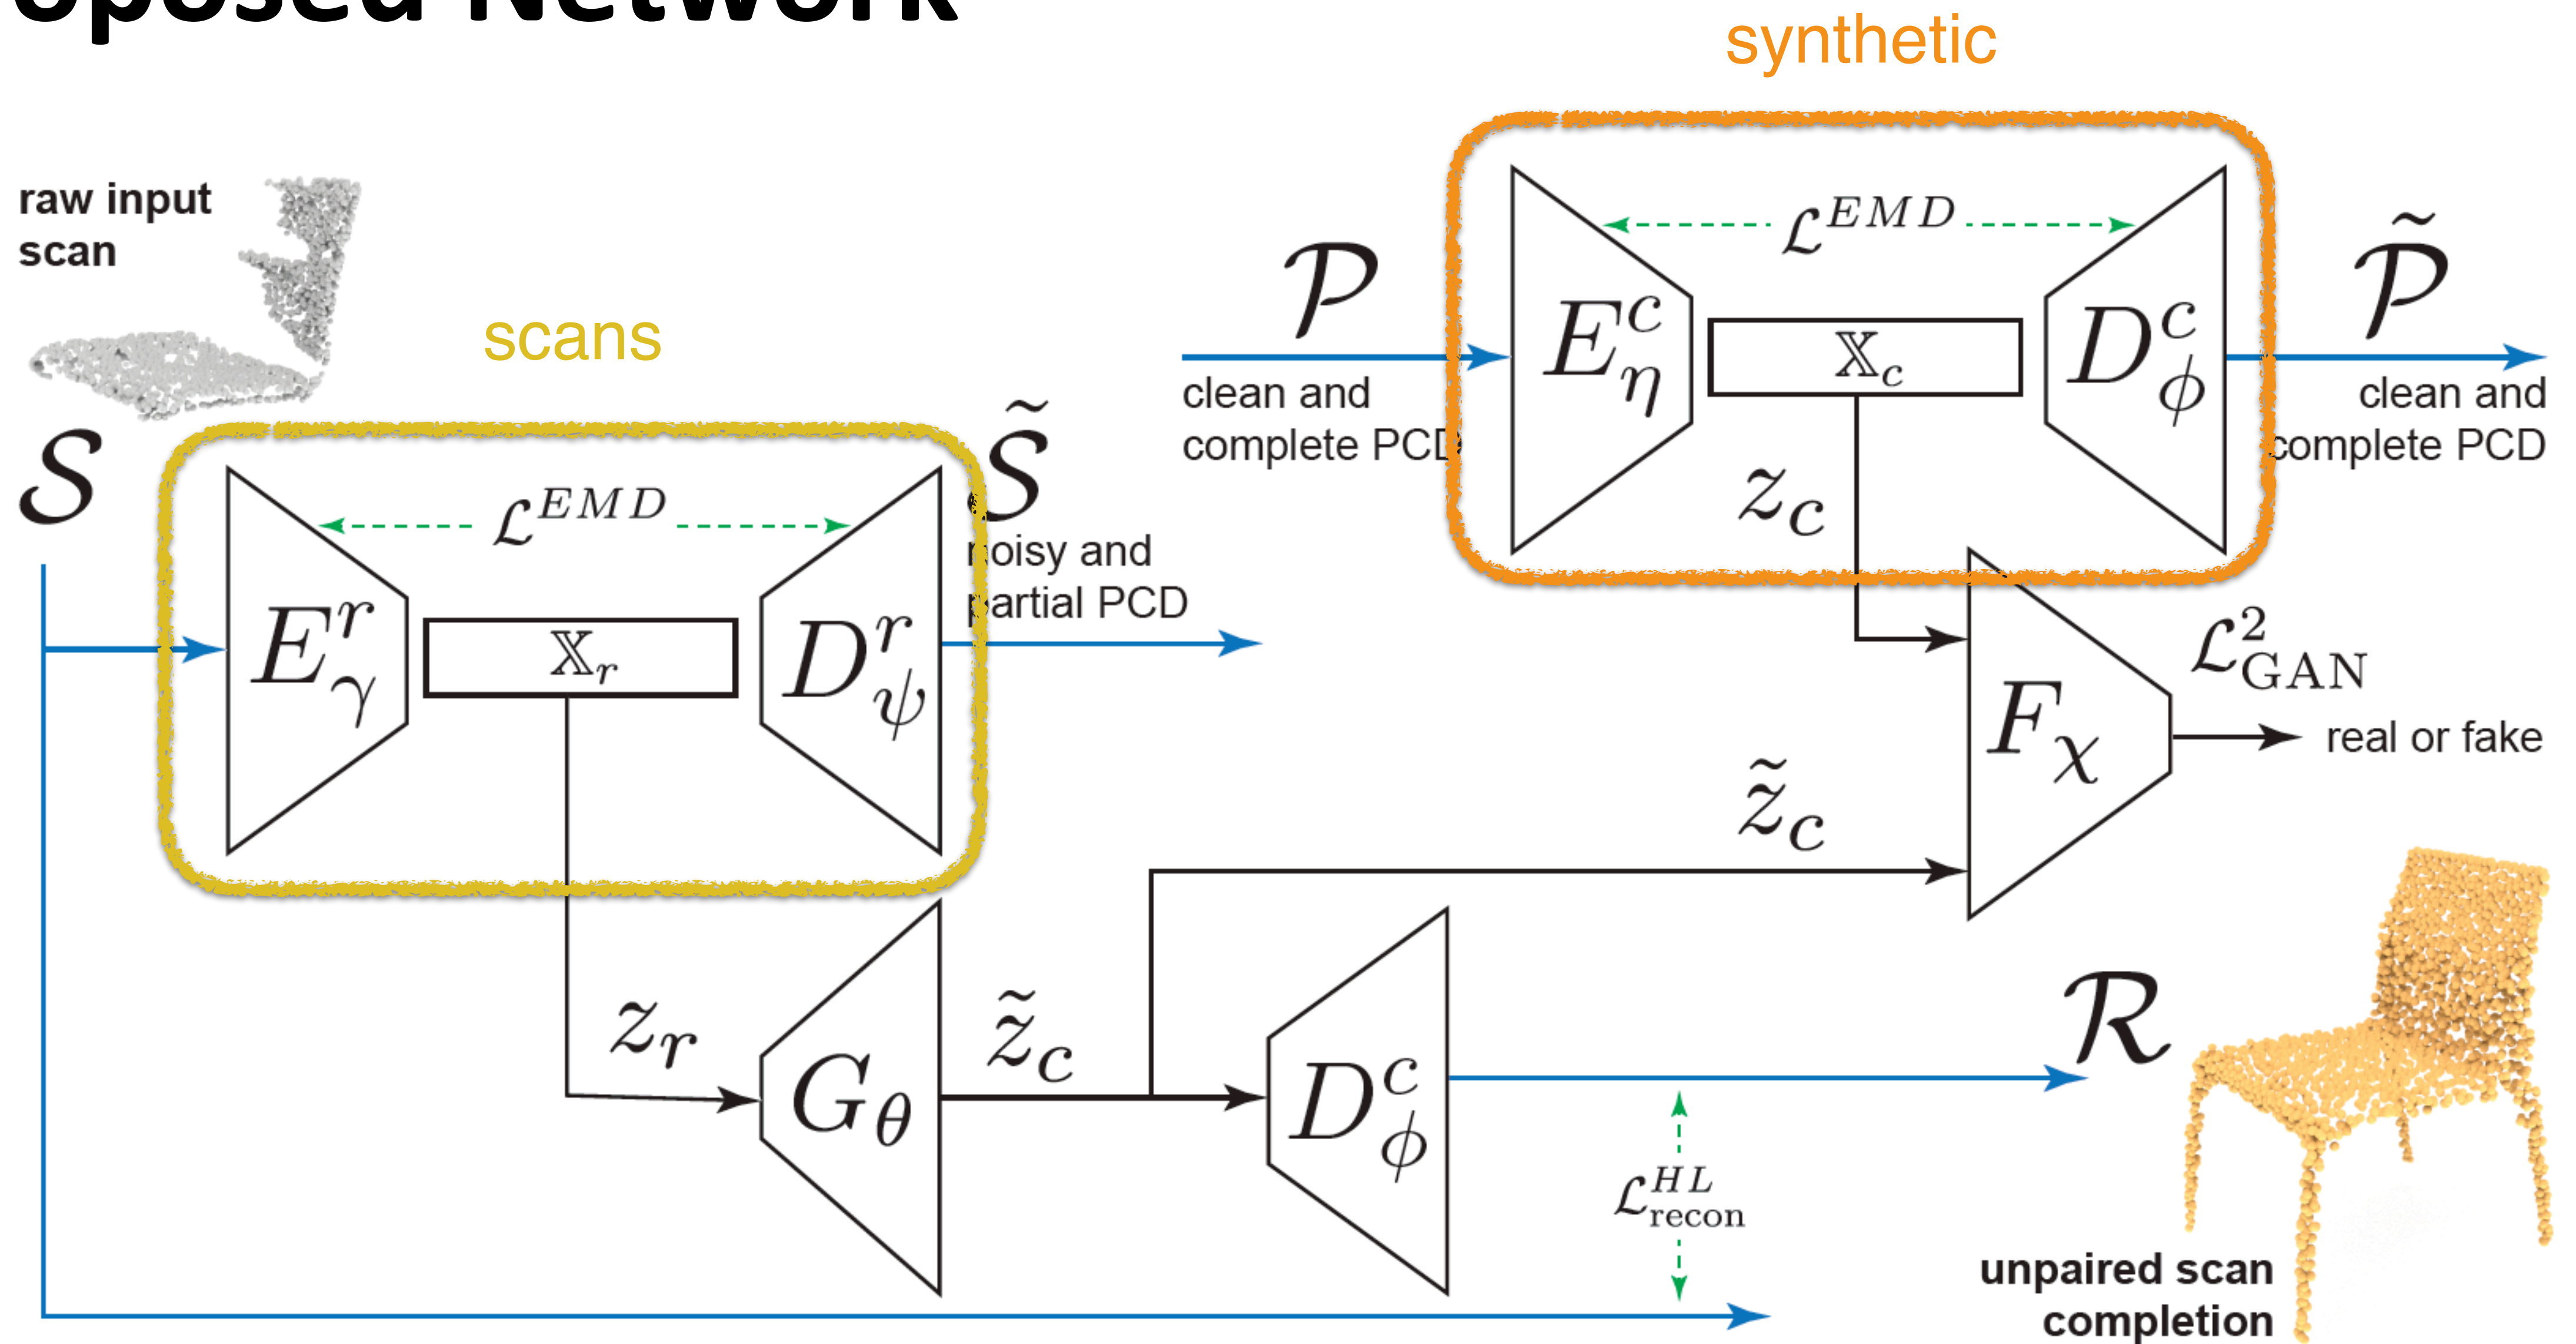 oposed Network
synthetic
raw input
scan
scans
𝒮
ℒ^{EMD}
E^r_γ
𝕏_r
D^r_ψ
𝒮̃
noisy and
partial PCD
𝒫
clean and
complete PCD
ℒ^{EMD}
E^c_η
𝕏_c
D^c_ϕ
𝒫̃
clean and
complete PCD
z_c
F_χ
ℒ^2_{GAN}
real or fake
z̃_c
z_r
G_θ
z̃_c
D^c_ϕ
ℒ^{HL}_{recon}
ℛ
unpaired scan
completion